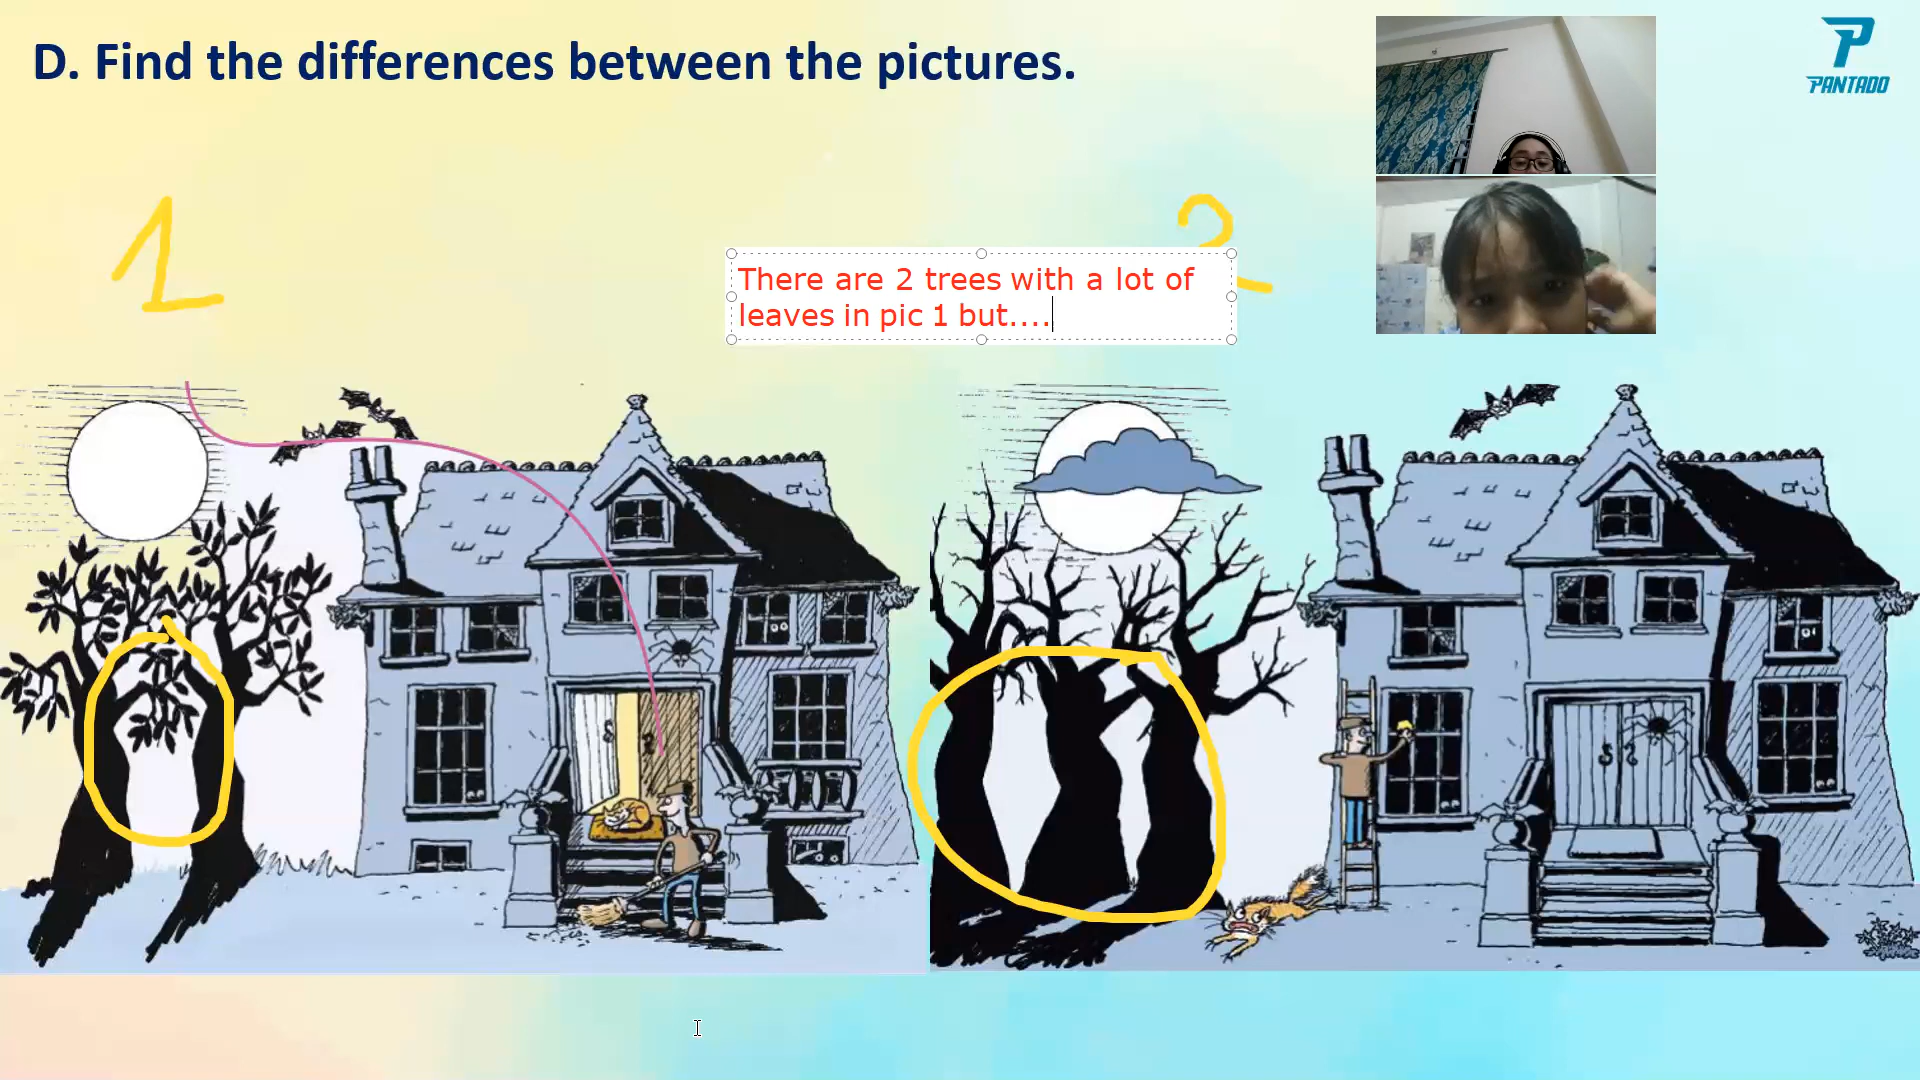 D. Find the differences between the pictures.
PANTADO
1
2
There are 2 trees with a lot of
leaves in pic 1 but....